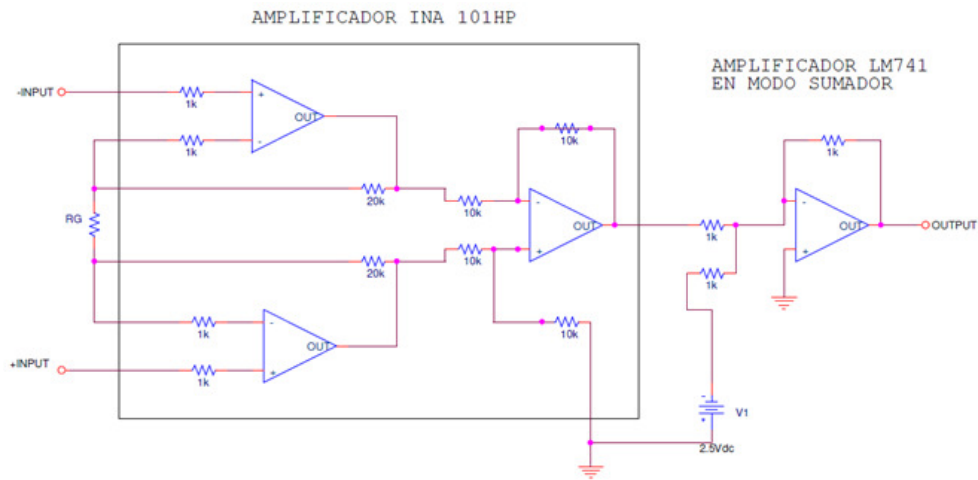 AMPLIFICADOR INA 101HP
AMPLIFICADOR LM741
EN MODO SUMADOR
-INPUT
1k
+
-
OUT
1k
10k
1k
RG
20k
10k
-
+
OUT
1k
-
+
OUT
OUTPUT
20k
10k
1k
1k
-
+
OUT
10k
+INPUT
1k
-
+
V1
2.5Vdc